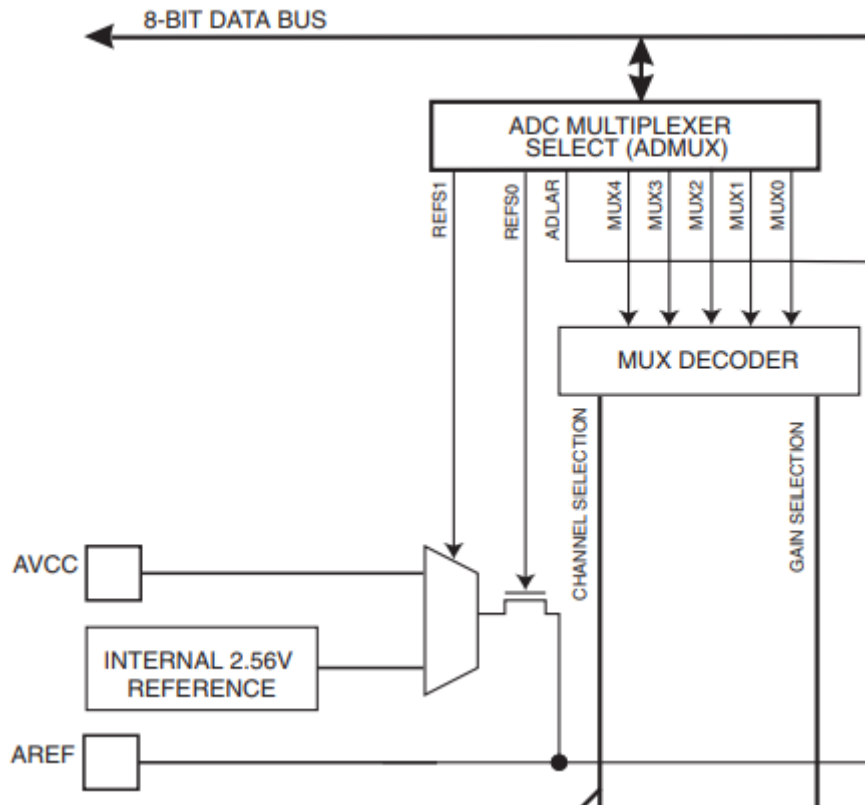 8-BIT DATA BUS
ADC MULTIPLEXER
SELECT (ADMUX)
REFS1
REFS0
ADLAR
MUX4
MUX3
MUX2
MUX1
MUX0
MUX DECODER
CHANNEL SELECTION
GAIN SELECTION
AVCC
INTERNAL 2.56V
REFERENCE
AREF